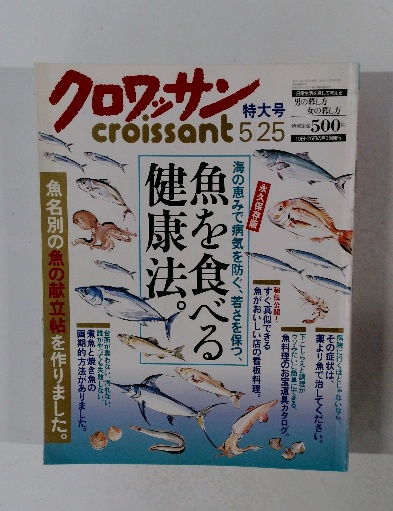 クロワッサン
特大号
croissant 5 25
男の暮し方
女の暮し方
500
永久保存版
海の恵みで病気を防ぐ、若さを保つ、
魚を食べる
健康法。
魚名別の魚の献立帖を作りました。
その症状は、
薬より魚で治してください。
魚料理のお宝道具カタログ。
秘伝公開!
すぐ真似できる
魚がおいしい店の看板料理。
煮魚と焼き魚の
画期的方法がありました。